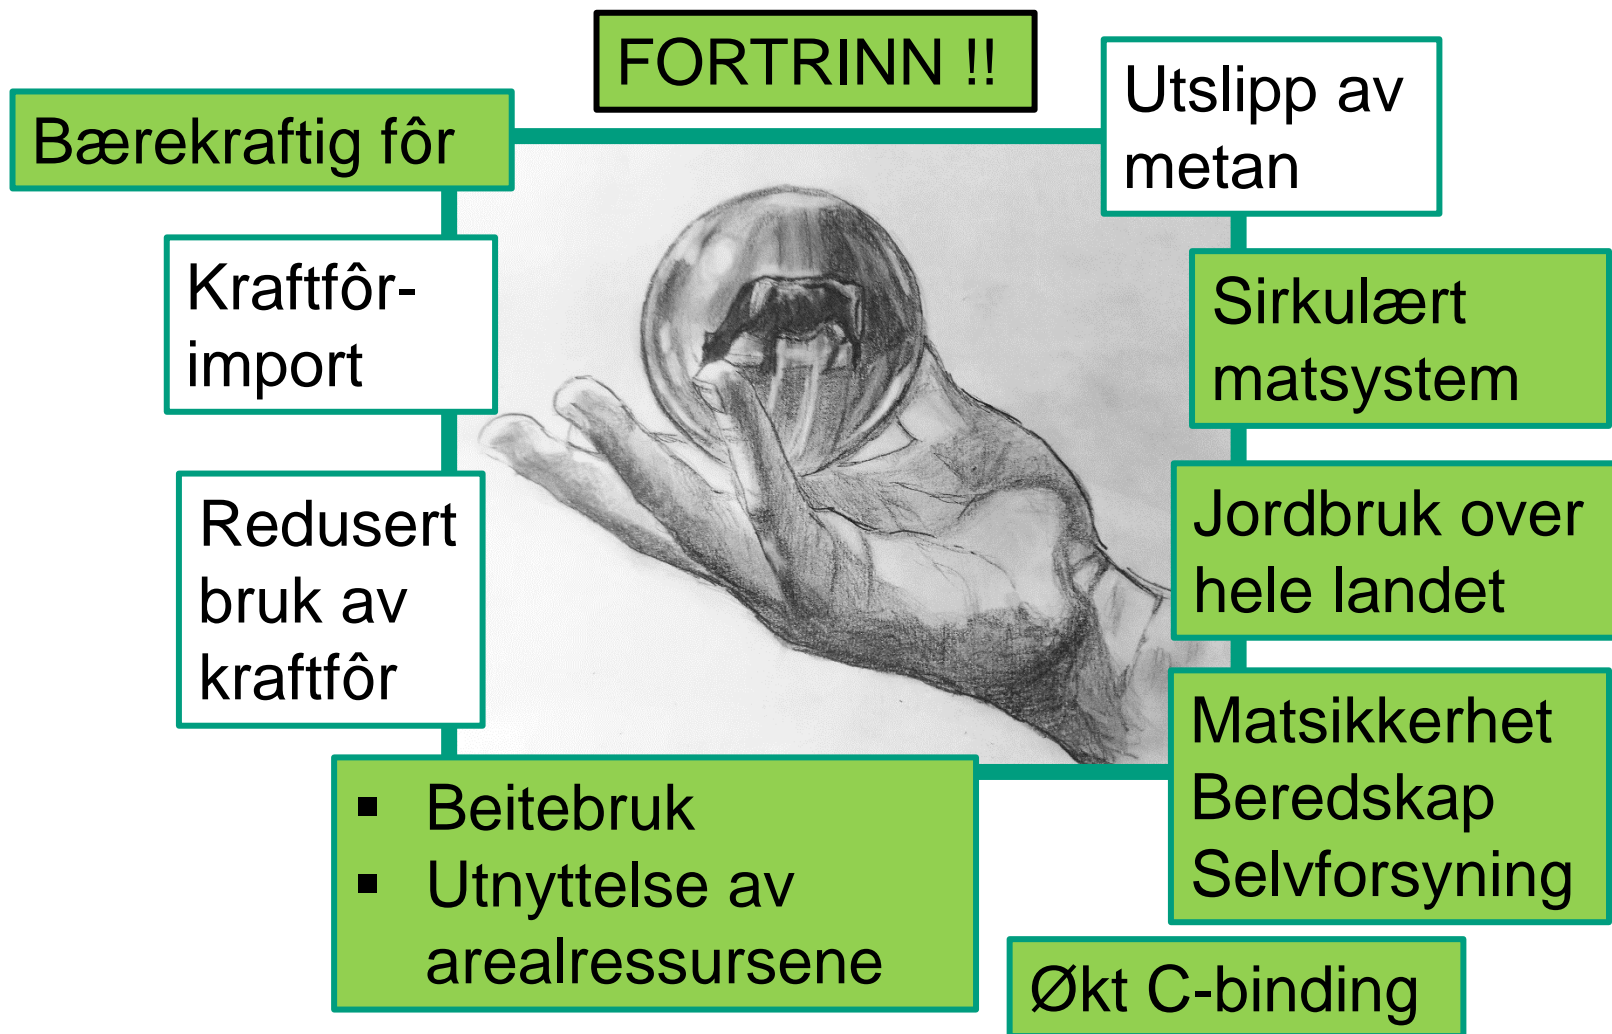 FORTRINN !!
Bærekraftig fôr
Utslipp av
metan
Kraftfôr-
import
Sirkulært
matsystem
Redusert
bruk av
kraftfôr
Jordbruk over
hele landet
Matsikkerhet
Beredskap
Selvforsyning
▪ Beitebruk
▪ Utnyttelse av
arealressursene
Økt C-binding